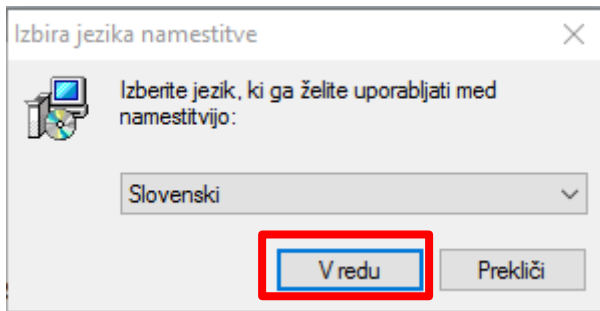 Izbira jezika namestitve
Izberite jezik, ki ga želite uporabljati med
namestitvijo:
Slovenski
V redu
Prekliči